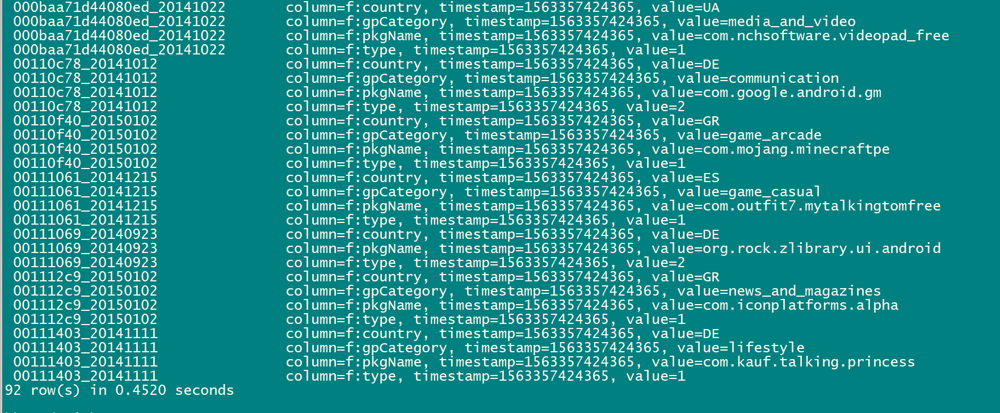 000baa71d44080ed_20141022 column=f:country, timestamp=1563357424365, value=UA
000baa71d44080ed_20141022 column=f:gpCategory, timestamp=1563357424365, value=media_and_video
000baa71d44080ed_20141022 column=f:pkgName, timestamp=1563357424365, value=com.nchsoftware.videopad_free
000baa71d44080ed_20141022 column=f:type, timestamp=1563357424365, value=1
00110c78_20141012 column=f:country, timestamp=1563357424365, value=DE
00110c78_20141012 column=f:gpCategory, timestamp=1563357424365, value=communication
00110c78_20141012 column=f:pkgName, timestamp=1563357424365, value=com.google.android.gm
00110c78_20141012 column=f:type, timestamp=1563357424365, value=2
00110f40_20150102 column=f:country, timestamp=1563357424365, value=GR
00110f40_20150102 column=f:gpCategory, timestamp=1563357424365, value=game_arcade
00110f40_20150102 column=f:pkgName, timestamp=1563357424365, value=com.mojang.minecraftpe
00110f40_20150102 column=f:type, timestamp=1563357424365, value=1
00111061_20141215 column=f:country, timestamp=1563357424365, value=ES
00111061_20141215 column=f:gpCategory, timestamp=1563357424365, value=game_casual
00111061_20141215 column=f:pkgName, timestamp=1563357424365, value=com.outfit7.mytalkingtomfree
00111061_20141215 column=f:type, timestamp=1563357424365, value=1
00111069_20140923 column=f:country, timestamp=1563357424365, value=DE
00111069_20140923 column=f:pkgName, timestamp=1563357424365, value=org.rock.zlibrary.ui.android
00111069_20140923 column=f:type, timestamp=1563357424365, value=2
001112c9_20150102 column=f:country, timestamp=1563357424365, value=GR
001112c9_20150102 column=f:gpCategory, timestamp=1563357424365, value=news_and_magazines
001112c9_20150102 column=f:pkgName, timestamp=1563357424365, value=com.iconplatforms.alpha
001112c9_20150102 column=f:type, timestamp=1563357424365, value=1
00111403_20141111 column=f:country, timestamp=1563357424365, value=DE
00111403_20141111 column=f:gpCategory, timestamp=1563357424365, value=lifestyle
00111403_20141111 column=f:pkgName, timestamp=1563357424365, value=com.kauf.talking.princess
00111403_20141111 column=f:type, timestamp=1563357424365, value=1
92 row(s) in 0.4520 seconds